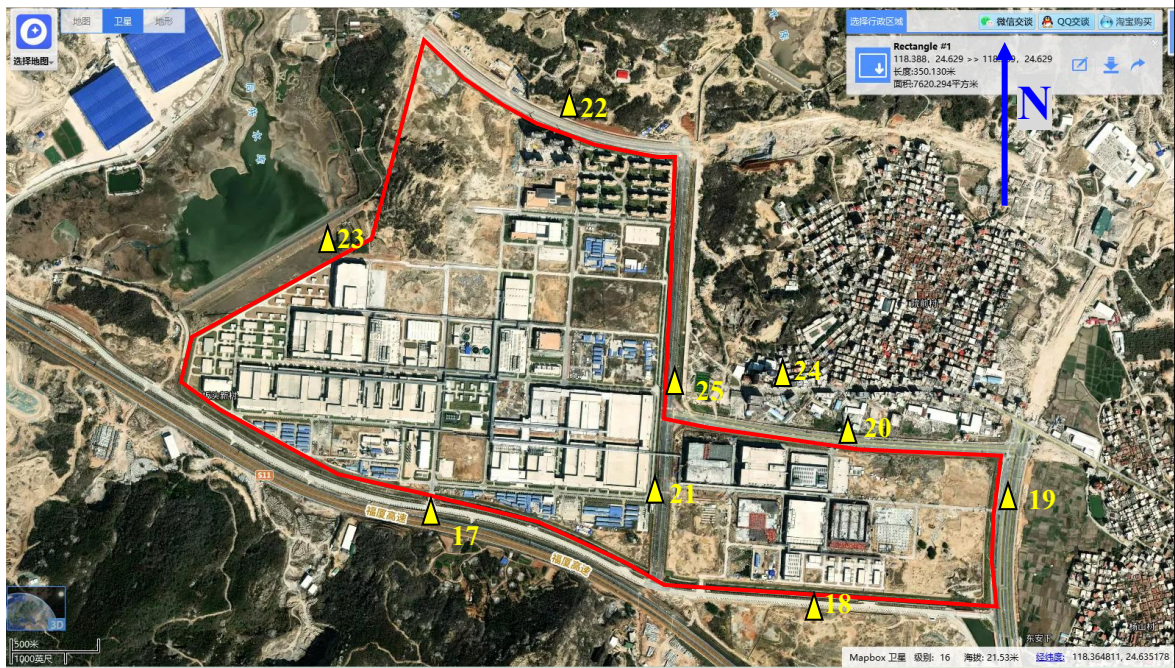 地图 卫星 地形
选择地图
选择行政区域 微信交谈 QQ交谈 淘宝购买
Rectangle #1
长度:350.130米
面积:7620.294平方米
N
22
23
24
25
20
21
19
17
18
S11
福厦高速
福厦高速
3D
500米
1000英尺
东安下
Mapbox 卫星 级别: 16 海拔: 21.53米 经纬度: 118.364811, 24.635178